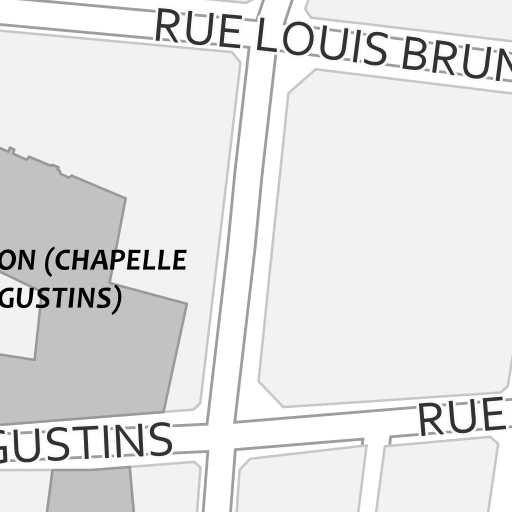 RUE LOUIS BRUN
ON (CHAPELLE
GUSTINS)
GUSTINS
RUE